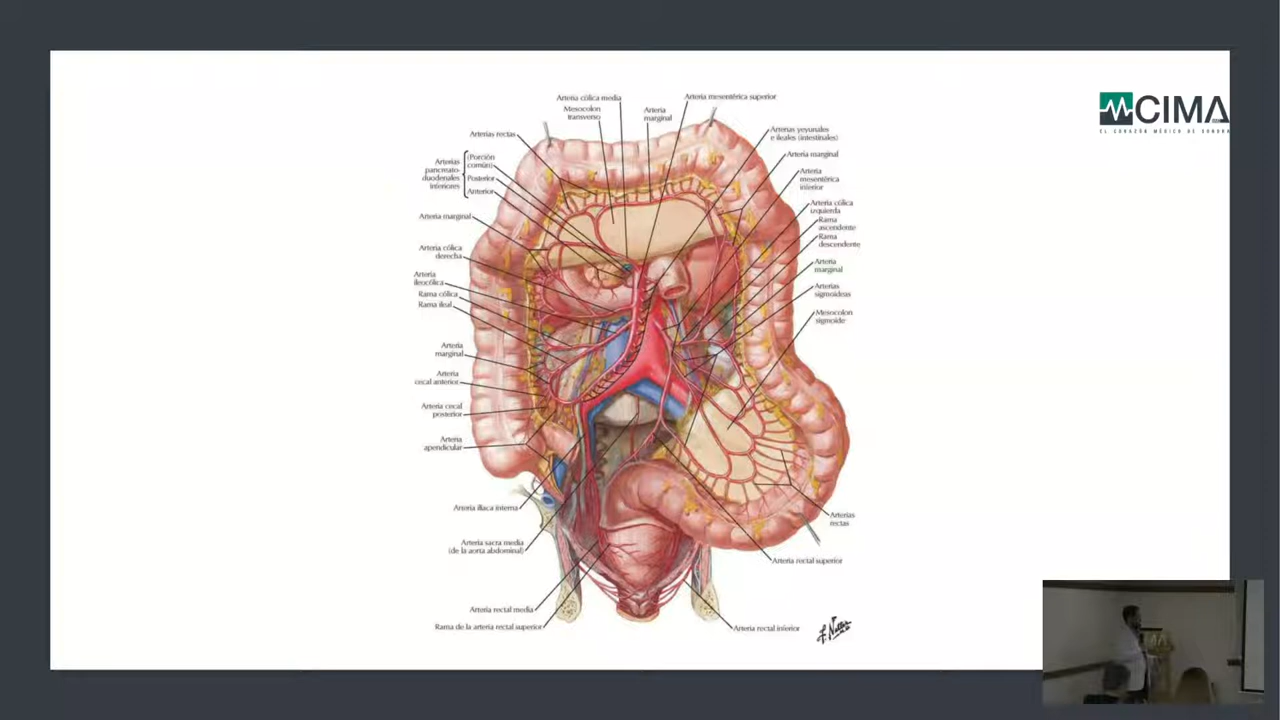 Arteria cólica media
Mesocolon
transverso
Arteria
marginal
Arteria mesentérica superior
Arterias rectas
Arterias
pancreato-
duodenales
inferiores
(Porción
común)
Posterior
Anterior
Arteria marginal
Arteria cólica
derecha
Arteria
ileocólica
Rama cólica
Rama ileal
Arteria
marginal
Arteria
cecal anterior
Arteria cecal
posterior
Arteria
apendicular
Arteria ilíaca interna
Arteria sacra media
(de la aorta abdominal)
Arteria rectal media
Rama de la arteria rectal superior
Arterias yeyunales
e ileales (intestinales)
Arteria marginal
Arteria
mesentérica
inferior
Arteria cólica
izquierda
Rama
ascendente
Rama
descendente
Arteria
marginal
Arterias
sigmoideas
Mesocolon
sigmoide
Arterias
rectas
Arteria rectal superior
Arteria rectal inferior
F. Netter
CIMA
EL CORAZÓN MÉDICO DE SONORA